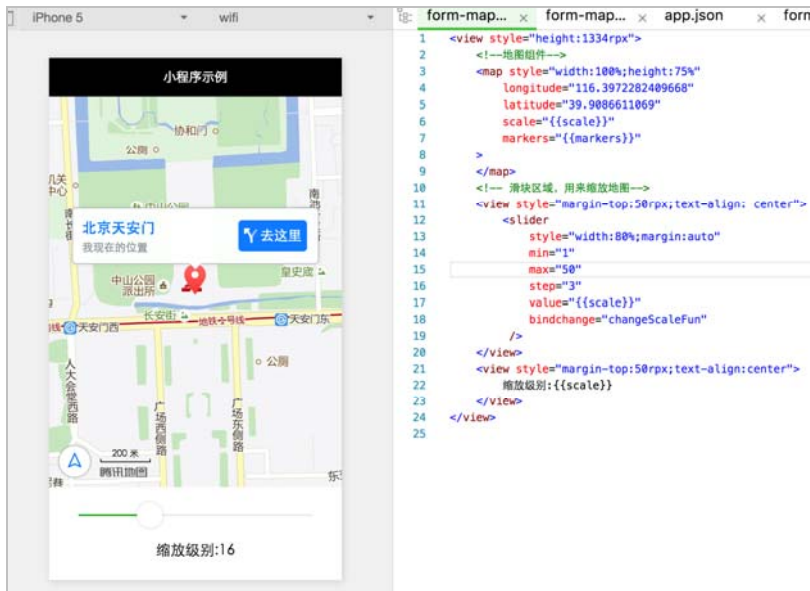 iPhone 5
wifi
小程序示例
协和门
公厕
机关
中心
南
北京天安门
我现在的位置
去这里
中山公园
派出所
皇史宬
长安街
天安门西
地铁1号线
天安门东
公厕
人大会堂西路
广场西侧路
广场东侧路
200 米
腾讯地图
缩放级别:16
form-map...
form-map...
app.json
form
1 <view style="height:1334rpx">
2 <!--地图组件-->
3 <map style="width:100%;height:75%"
4 longitude="116.3972282409668"
5 latitude="39.9086611069"
6 scale="{{scale}}"
7 markers="{{markers}}"
8 >
9 </map>
10 <!-- 滑块区域，用来缩放地图-->
11 <view style="margin-top:50rpx;text-align: center">
12 <slider
13 style="width:80%;margin:auto"
14 min="1"
15 max="50"
16 step="3"
17 value="{{scale}}"
18 bindchange="changeScaleFun"
19 />
20 </view>
21 <view style="margin-top:50rpx;text-align:center">
22 缩放级别:{{scale}}
23 </view>
24 </view>
25